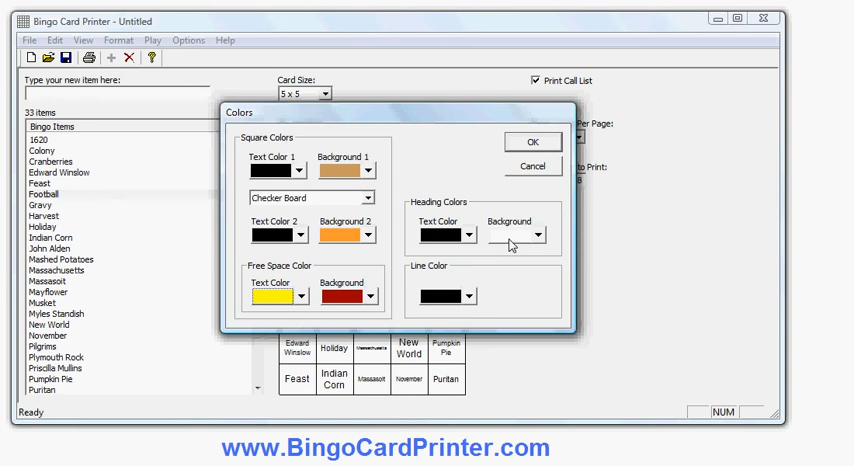 Bingo Card Printer - Untitled
File Edit View Format Play Options Help
Type your new item here:
Card Size:
Print Call List
5 x 5
33 items
Bingo Items
1620
Colony
Cranberries
Edward Winslow
Feast
Football
Gravy
Harvest
Holiday
Indian Corn
John Alden
Mashed Potatoes
Massachusetts
Massasoit
Mayflower
Musket
Myles Standish
New World
November
Pilgrims
Plymouth Rock
Priscilla Mullins
Pumpkin Pie
Puritan
Per Page:
to Print:
Colors
Square Colors
Text Color 1 Background 1
Checker Board
Text Color 2 Background 2
Free Space Color
Text Color Background
OK
Cancel
Heading Colors
Text Color Background
Line Color
Edward Winslow Holiday Massachusetts New World Pumpkin Pie
Feast Indian Corn Massasoit November Puritan
Ready
NUM
www.BingoCardPrinter.com